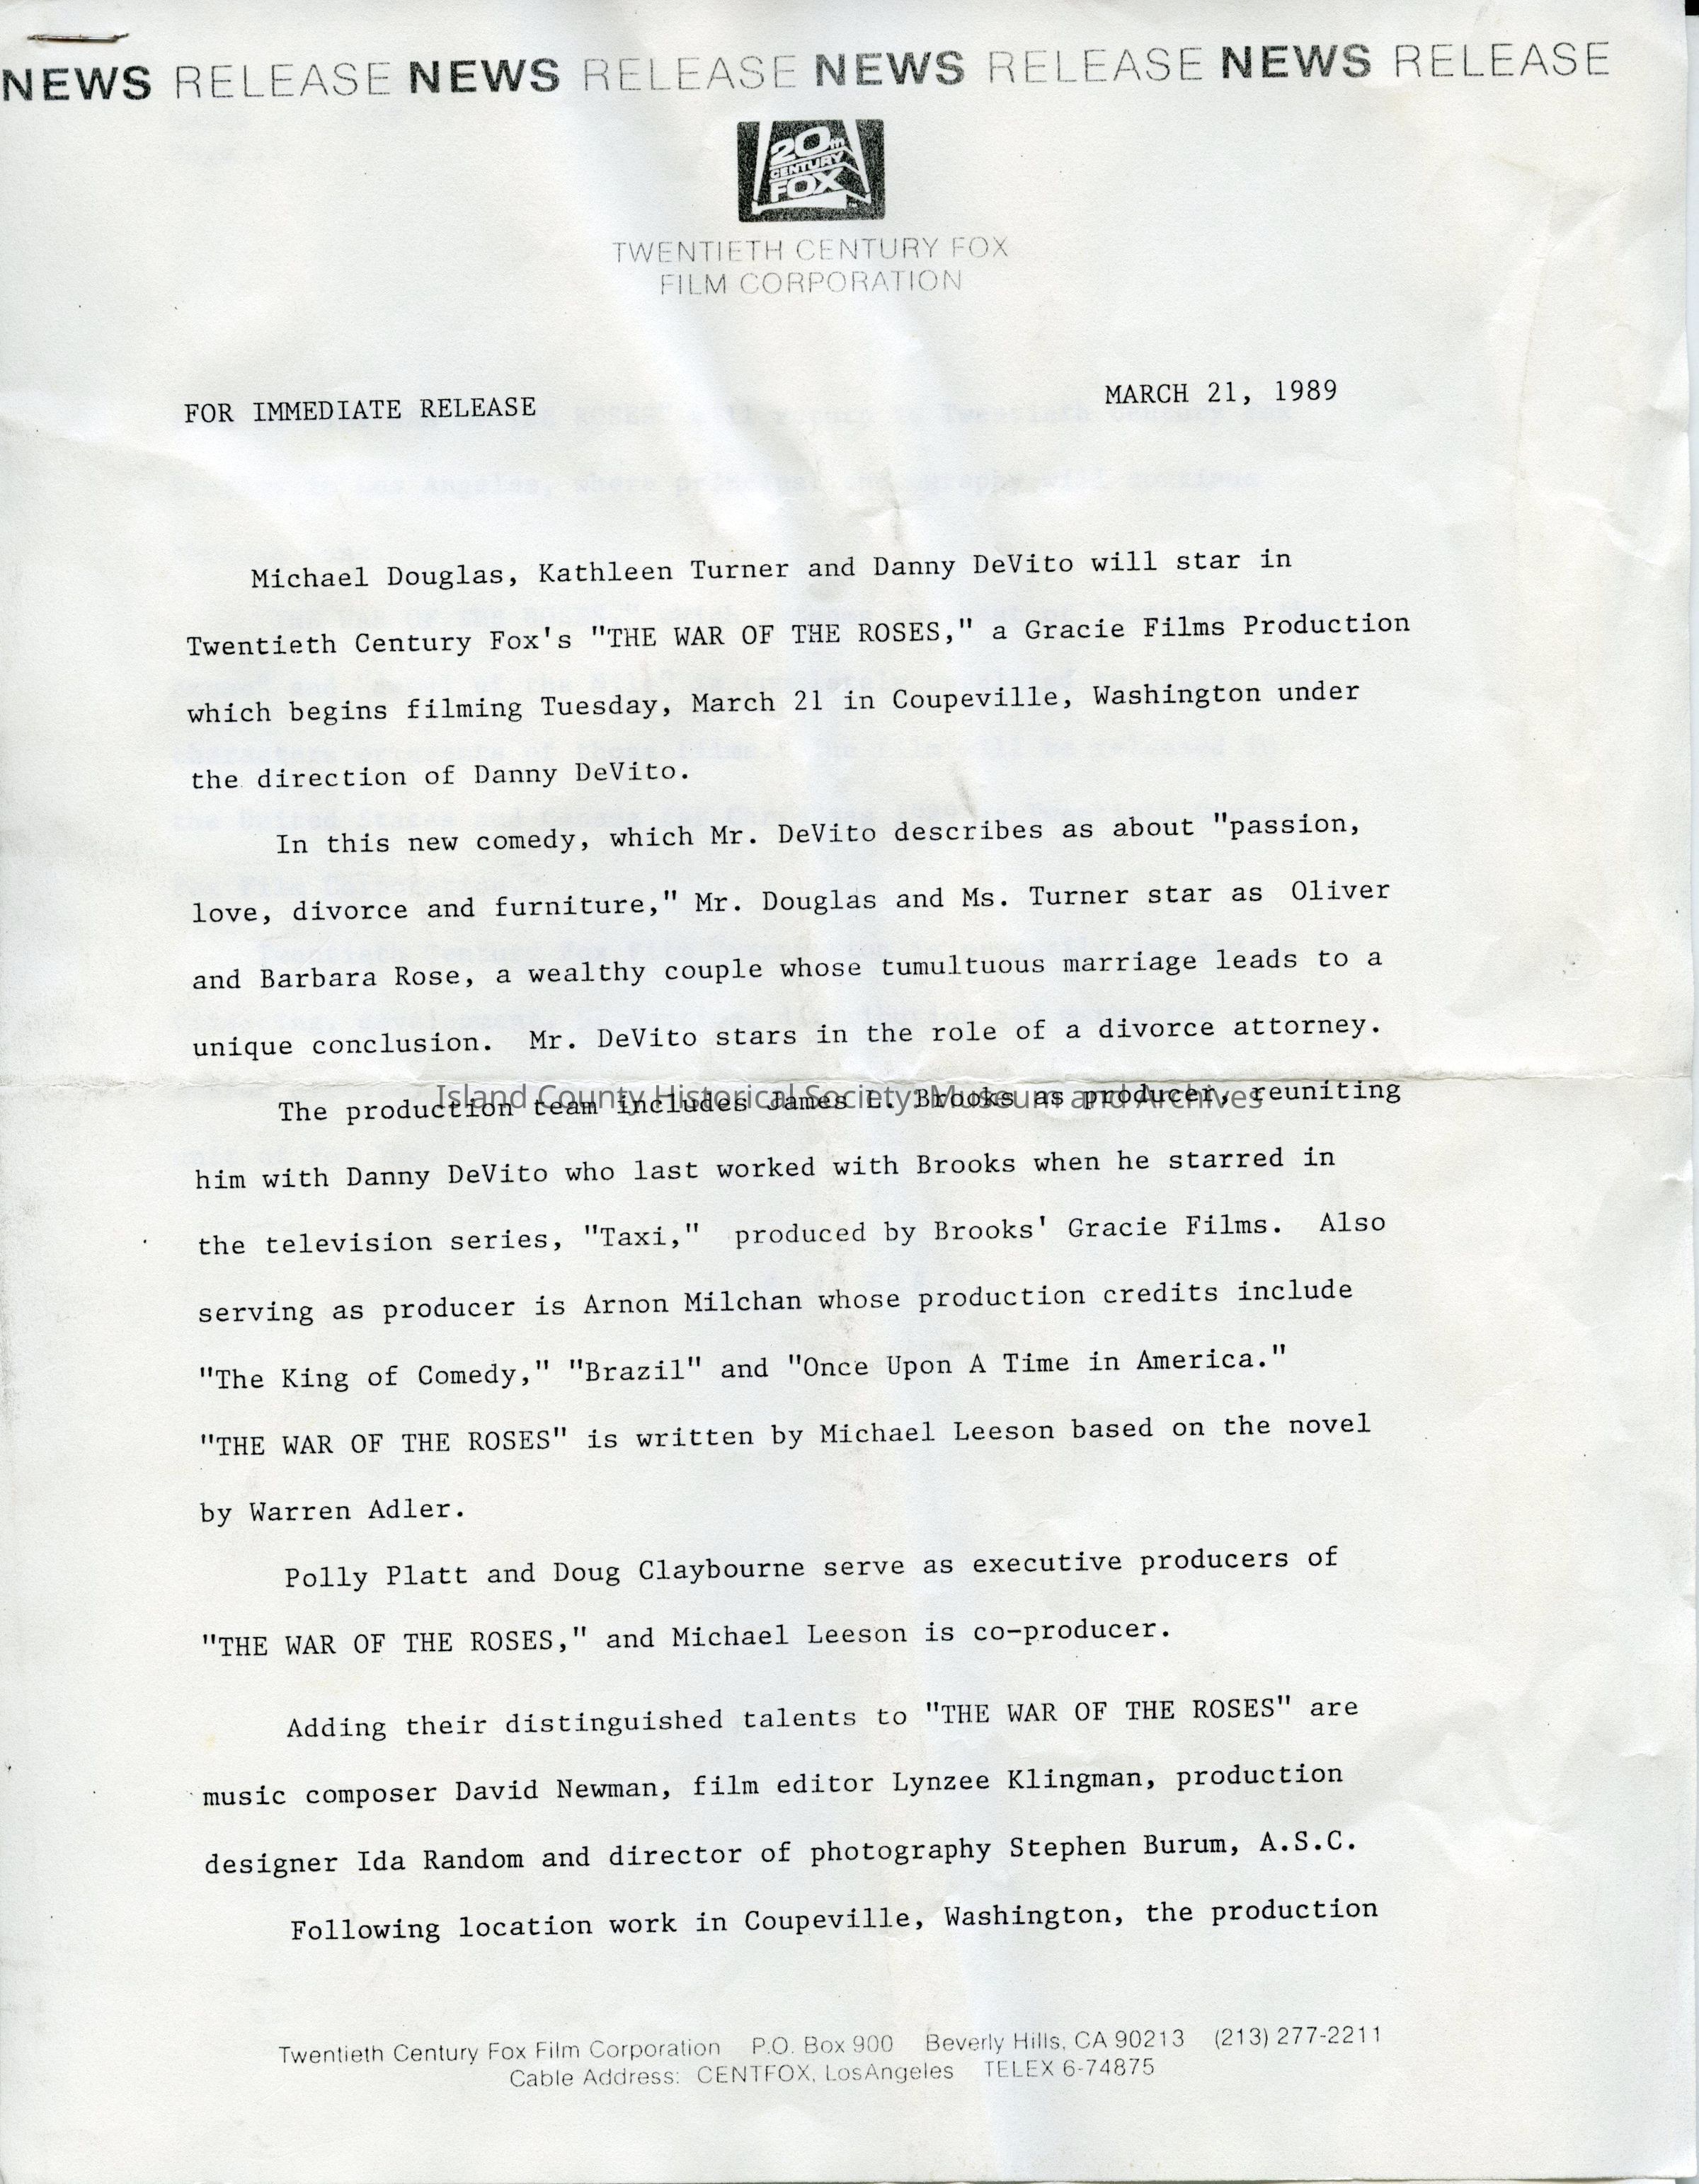 NEWS RELEASE NEWS RELEASE NEWS RELEASE NEWS RELEASE
20th
CENTURY
FOX
TWENTIETH CENTURY FOX
FILM CORPORATION
FOR IMMEDIATE RELEASE MARCH 21, 1989
Michael Douglas, Kathleen Turner and Danny DeVito will star in
Twentieth Century Fox's "THE WAR OF THE ROSES," a Gracie Films Production
which begins filming Tuesday, March 21 in Coupeville, Washington under
the direction of Danny DeVito.
In this new comedy, which Mr. DeVito describes as about "passion,
love, divorce and furniture," Mr. Douglas and Ms. Turner star as Oliver
and Barbara Rose, a wealthy couple whose tumultuous marriage leads to a
unique conclusion. Mr. DeVito stars in the role of a divorce attorney.
Island County Historical Society: Museum and Archives
The production team includes James L. Brooks as producer, reuniting
him with Danny DeVito who last worked with Brooks when he starred in
the television series, "Taxi," produced by Brooks' Gracie Films. Also
serving as producer is Arnon Milchan whose production credits include
"The King of Comedy," "Brazil" and "Once Upon A Time in America."
"THE WAR OF THE ROSES" is written by Michael Leeson based on the novel
by Warren Adler.
Polly Platt and Doug Claybourne serve as executive producers of
"THE WAR OF THE ROSES," and Michael Leeson is co-producer.
Adding their distinguished talents to "THE WAR OF THE ROSES" are
music composer David Newman, film editor Lynzee Klingman, production
designer Ida Random and director of photography Stephen Burum, A.S.C.
Following location work in Coupeville, Washington, the production
Twentieth Century Fox Film Corporation P.O. Box 900 Beverly Hills, CA 90213 (213) 277-2211
Cable Address: CENTFOX, LosAngeles TELEX 6-74875